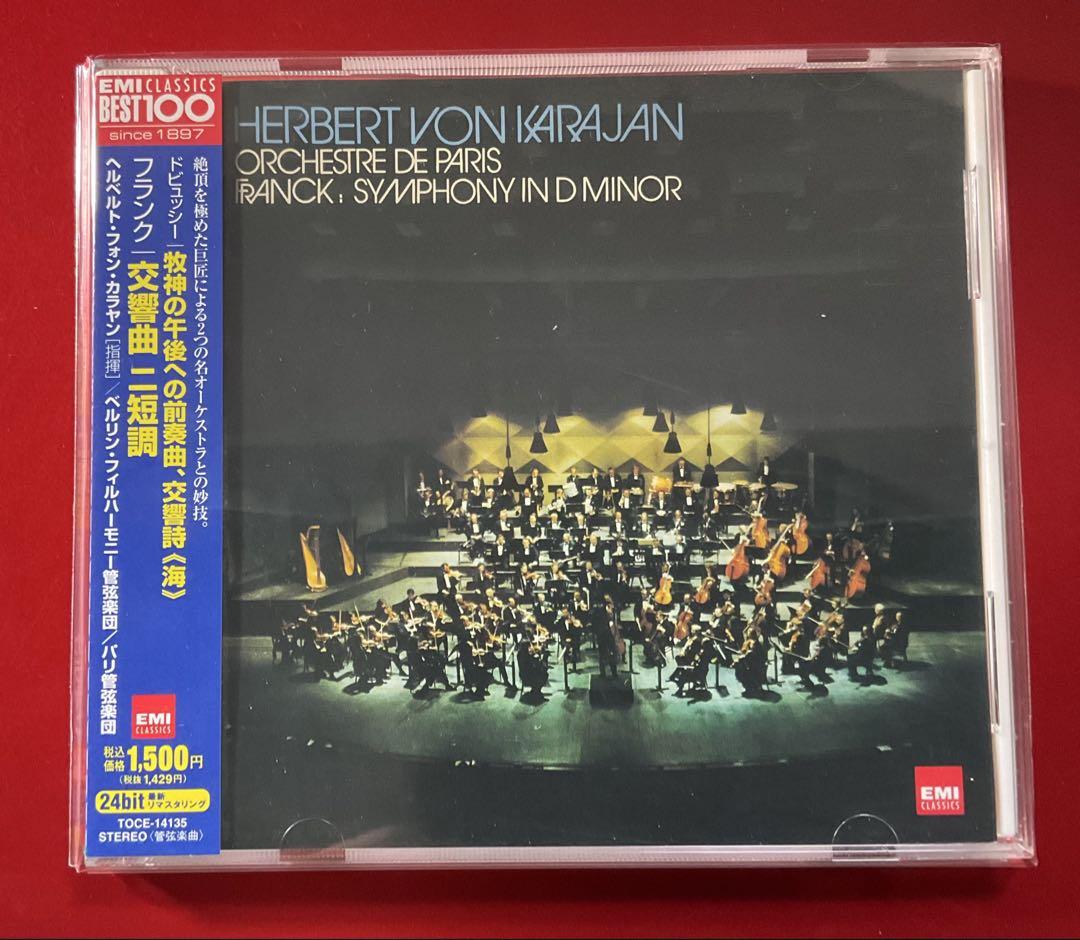 EMI CLASSICS
BEST100
since 1897
絶頂を極めた巨匠による2つの名オーケストラとの妙技。
ドビュッシー|牧神の午後への前奏曲、交響詩《海》
フランク|交響曲 ニ短調
ヘルベルト・フォン・カラヤン[指揮]/ベルリン・フィルハーモニー管弦楽団/パリ管弦楽団
EMI
CLASSICS
税込
価格 1,500円
(税抜1,429円)
24bit 最新リマスタリング
TOCE-14135
STEREO〈管弦楽曲〉
HERBERT VON KARAJAN
ORCHESTRE DE PARIS
FRANCK: SYMPHONY IN D MINOR
EMI
CLASSICS